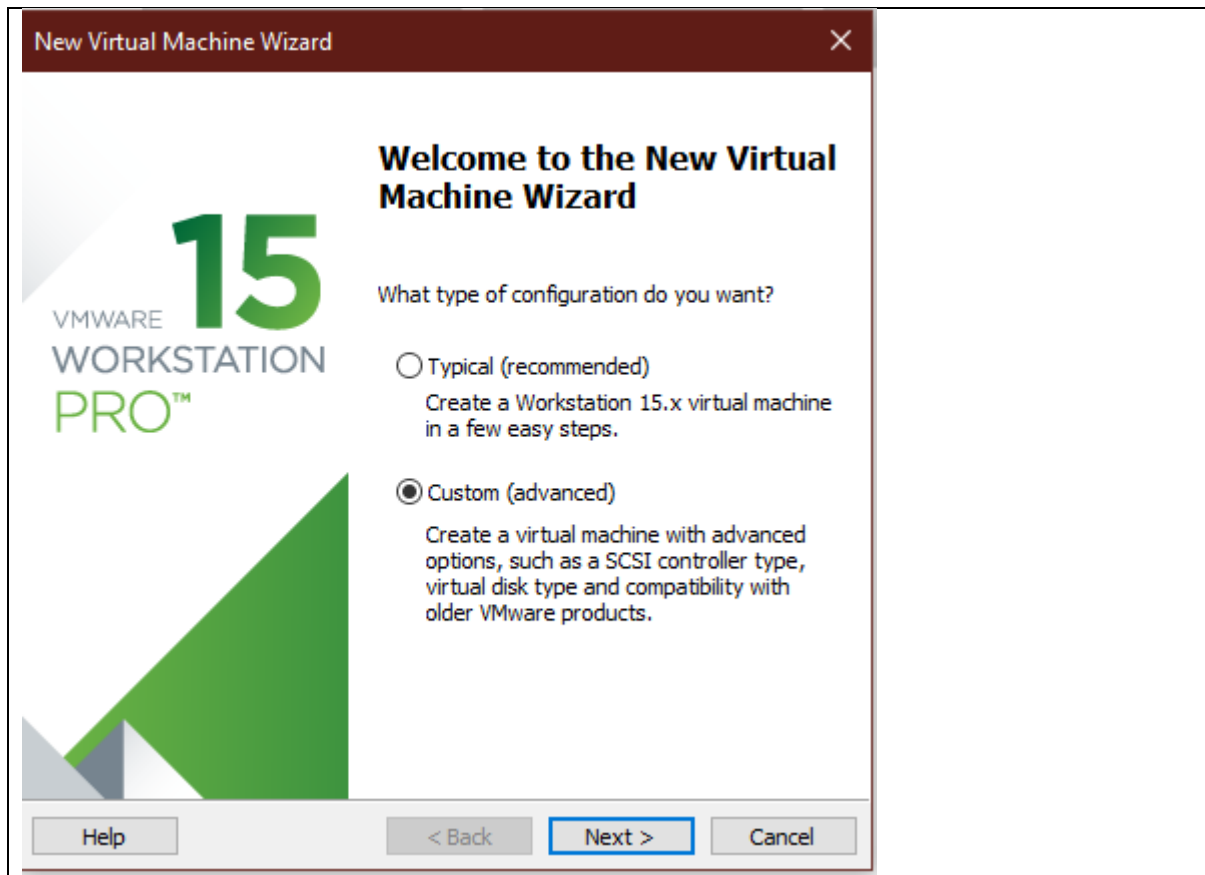 New Virtual Machine Wizard
Welcome to the New Virtual
Machine Wizard
15
VMWARE
WORKSTATION
PRO™
What type of configuration do you want?
Typical (recommended)
Create a Workstation 15.x virtual machine
in a few easy steps.
Custom (advanced)
Create a virtual machine with advanced
options, such as a SCSI controller type,
virtual disk type and compatibility with
older VMware products.
Help
< Back
Next >
Cancel